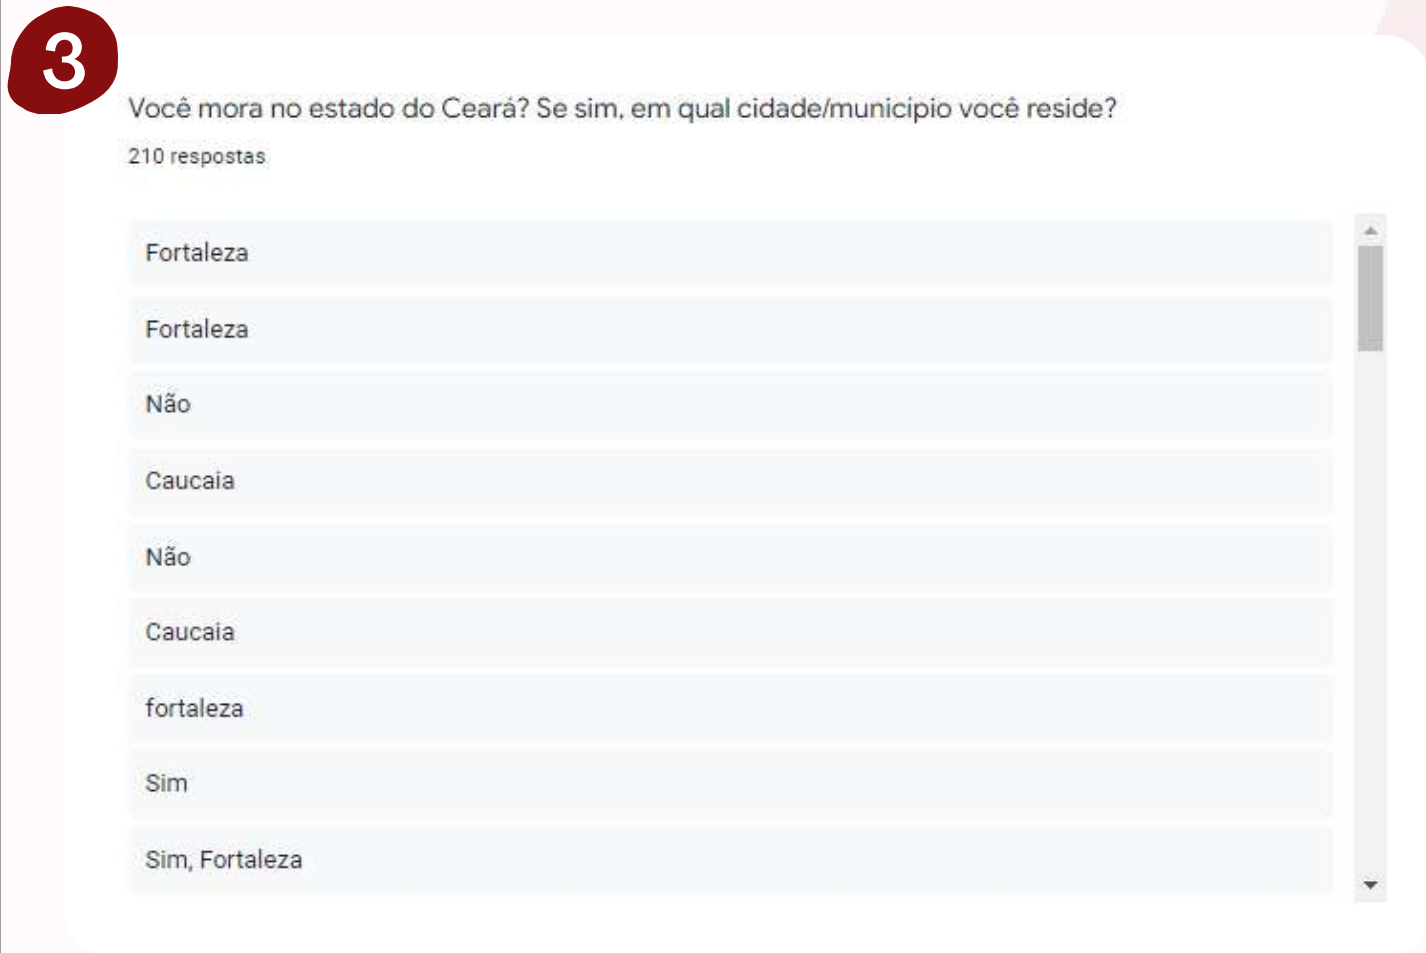 3
Você mora no estado do Ceará? Se sim, em qual cidade/município você reside?
210 respostas
Fortaleza
Fortaleza
Não
Caucaia
Não
Caucaia
fortaleza
Sim
Sim, Fortaleza